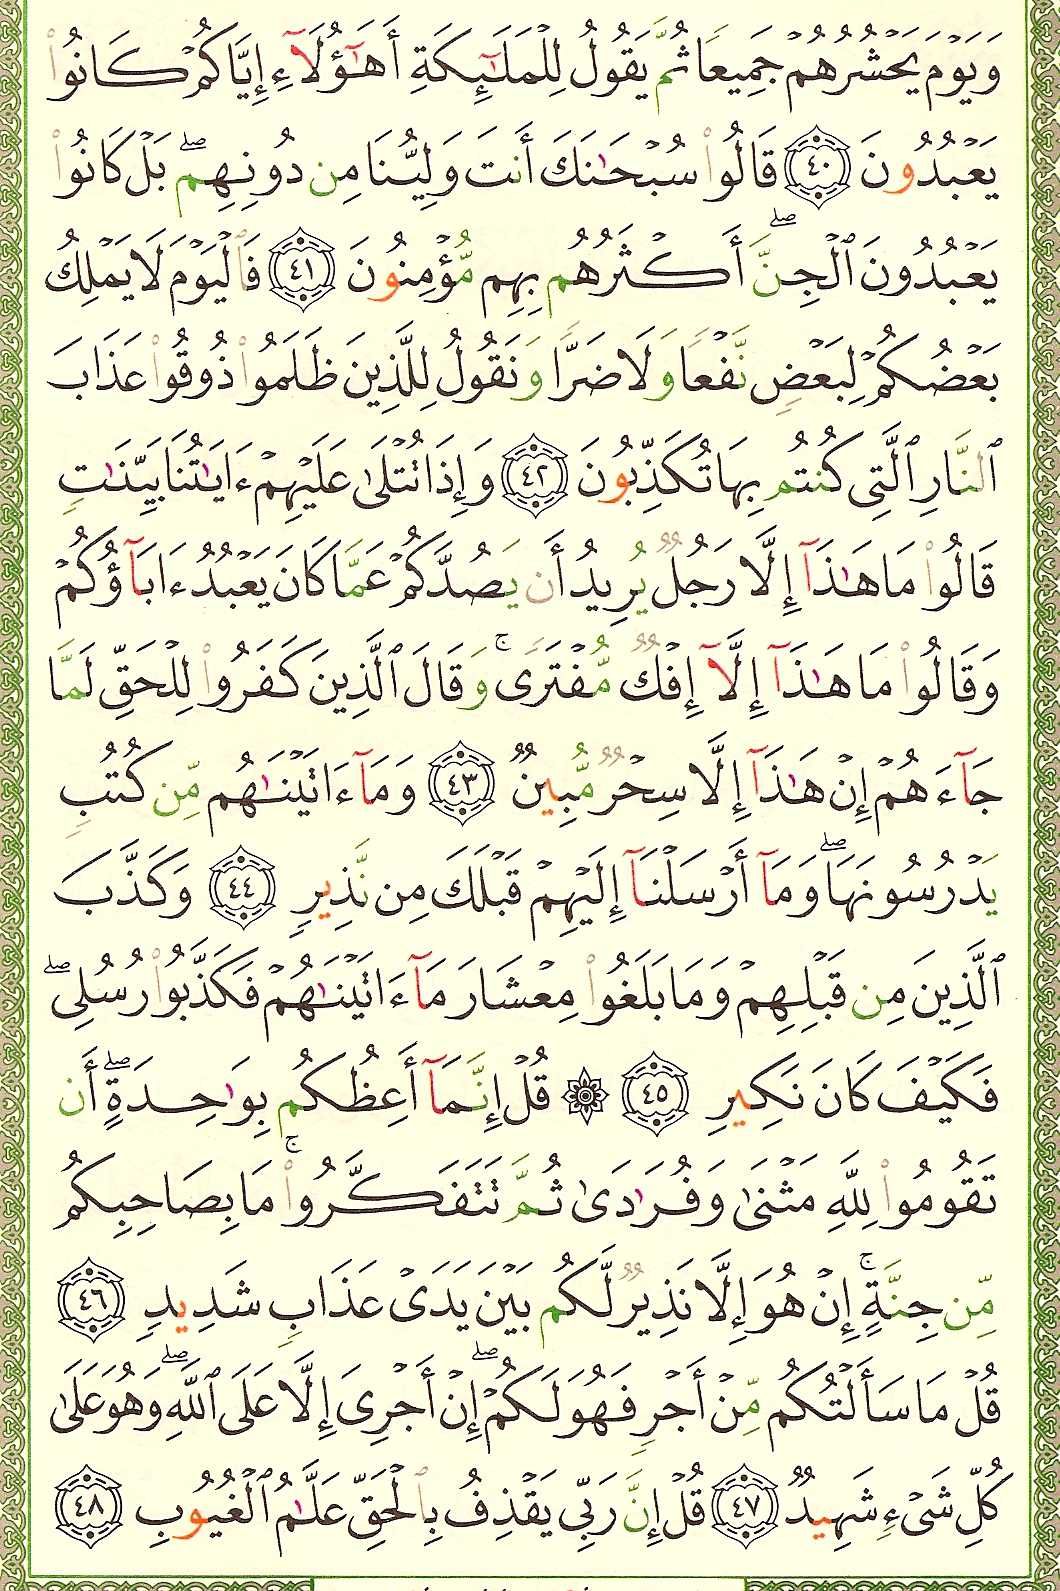 وَيَوْمَ يَحْشُرُهُمْ جَمِيعًا ثُمَّ يَقُولُ لِلْمَلَٰٓئِكَةِ أَهَٰٓؤُلَآءِ إِيَّاكُمْ كَانُوا۟
يَعْبُدُونَ ﴿٤٠﴾ قَالُوا۟ سُبْحَٰنَكَ أَنتَ وَلِيُّنَا مِن دُونِهِم ۖ بَلْ كَانُوا۟
يَعْبُدُونَ ٱلْجِنَّ ۖ أَكْثَرُهُم بِهِم مُّؤْمِنُونَ ﴿٤١﴾ فَٱلْيَوْمَ لَا يَمْلِكُ
بَعْضُكُمْ لِبَعْضٍ نَّفْعًا وَلَا ضَرًّا وَنَقُولُ لِلَّذِينَ ظَلَمُوا۟ ذُوقُوا۟ عَذَابَ
ٱلنَّارِ ٱلَّتِى كُنتُم بِهَا تُكَذِّبُونَ ﴿٤٢﴾ وَإِذَا تُتْلَىٰ عَلَيْهِمْ ءَايَٰتُنَا بَيِّنَٰتٍ
قَالُوا۟ مَا هَٰذَآ إِلَّا رَجُلٌ يُرِيدُ أَن يَصُدَّكُمْ عَمَّا كَانَ يَعْبُدُ ءَابَآؤُكُمْ
وَقَالُوا۟ مَا هَٰذَآ إِلَّآ إِفْكٌ مُّفْتَرًى ۚ وَقَالَ ٱلَّذِينَ كَفَرُوا۟ لِلْحَقِّ لَمَّا
جَآءَهُمْ إِنْ هَٰذَآ إِلَّا سِحْرٌ مُّبِينٌ ﴿٤٣﴾ وَمَآ ءَاتَيْنَٰهُم مِّن كُتُبٍ
يَدْرُسُونَهَا ۖ وَمَآ أَرْسَلْنَآ إِلَيْهِمْ قَبْلَكَ مِن نَّذِيرٍ ﴿٤٤﴾ وَكَذَّبَ
ٱلَّذِينَ مِن قَبْلِهِمْ وَمَا بَلَغُوا۟ مِعْشَارَ مَآ ءَاتَيْنَٰهُمْ فَكَذَّبُوا۟ رُسُلِى ۖ
فَكَيْفَ كَانَ نَكِيرِ ﴿٤٥﴾ ۞ قُلْ إِنَّمَآ أَعِظُكُم بِوَٰحِدَةٍ ۖ أَن
تَقُومُوا۟ لِلَّهِ مَثْنَىٰ وَفُرَٰدَىٰ ثُمَّ تَتَفَكَّرُوا۟ ۚ مَا بِصَاحِبِكُم
مِّن جِنَّةٍ ۚ إِنْ هُوَ إِلَّا نَذِيرٌ لَّكُم بَيْنَ يَدَىْ عَذَابٍ شَدِيدٍ ﴿٤٦﴾
قُلْ مَا سَأَلْتُكُم مِّنْ أَجْرٍ فَهُوَ لَكُمْ ۖ إِنْ أَجْرِىَ إِلَّا عَلَى ٱللَّهِ ۖ وَهُوَ عَلَىٰ
كُلِّ شَىْءٍ شَهِيدٌ ﴿٤٧﴾ قُلْ إِنَّ رَبِّى يَقْذِفُ بِٱلْحَقِّ عَلَّٰمُ ٱلْغُيُوبِ ﴿٤٨﴾